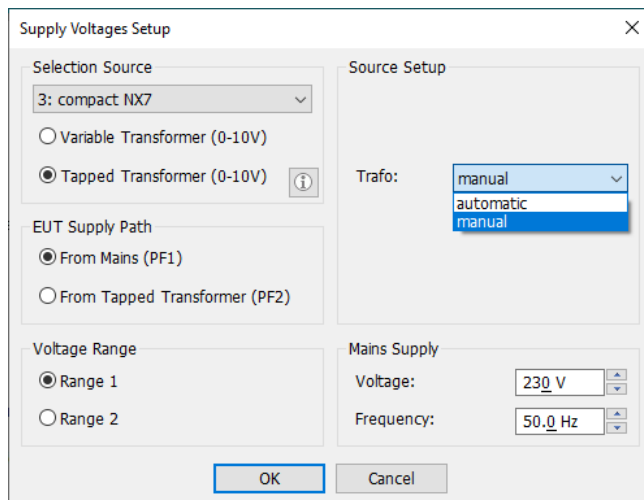 Supply Voltages Setup
Selection Source
3: compact NX7
Variable Transformer (0-10V)
Tapped Transformer (0-10V)
EUT Supply Path
From Mains (PF1)
From Tapped Transformer (PF2)
Voltage Range
Range 1
Range 2
Source Setup
Trafo:
manual
automatic
manual
Mains Supply
Voltage:
230 V
Frequency:
50.0 Hz
OK
Cancel